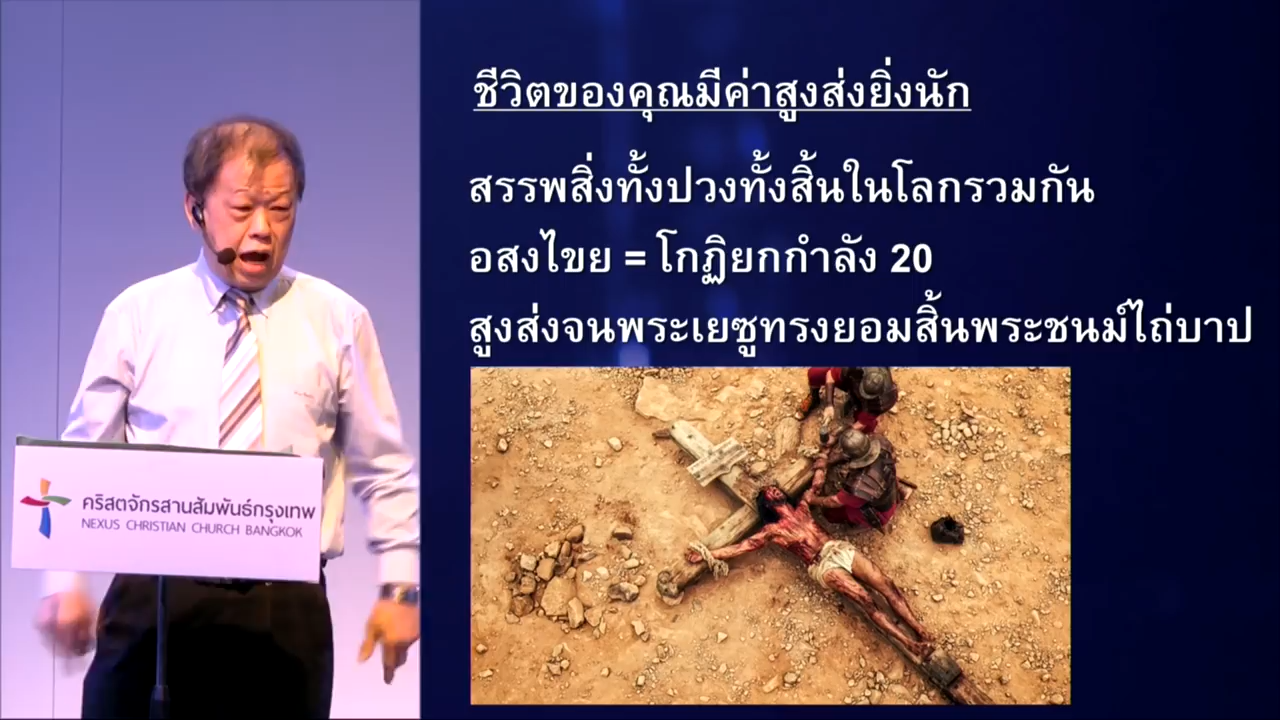 ชีวิตของคุณมีค่าสูงส่งยิ่งนัก
สรรพสิ่งทั้งปวงทั้งสิ้นในโลกรวมกัน
อสงไขย = โกฏิยกกำลัง 20
สูงส่งจนพระเยซูทรงยอมสิ้นพระชนม์ไถ่บาป
คริสตจักรสานสัมพันธ์กรุงเทพ
NEXUS CHRISTIAN CHURCH BANGKOK